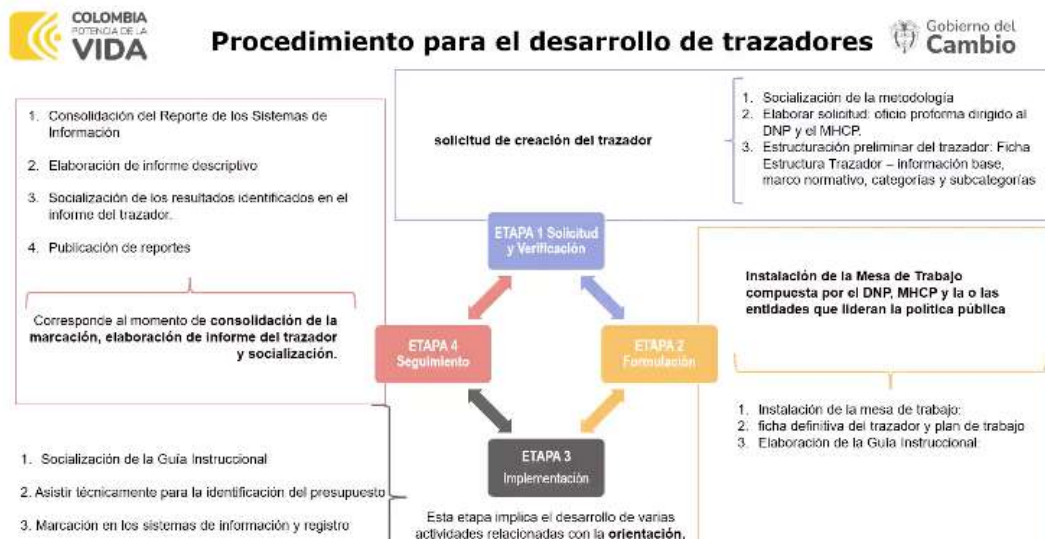 COLOMBIA
POTENCIA DE LA
VIDA
Procedimiento para el desarrollo de trazadores
Gobierno del
Cambio
1. Consolidación del Reporte de los Sistemas de
Información
2. Elaboración de informe descriptivo
3. Socialización de los resultados identificados en el
informe del trazador.
4. Publicación de reportes
Corresponde al momento de consolidación de la
marcación, elaboración de informe del trazador
y socialización.
solicitud de creación del trazador
1. Socialización de la metodología
2. Elaborar solicitud: oficio proforma dirigido al
DNP y el MHCP.
3. Estructuración preliminar del trazador: Ficha
Estructura Trazador – información base,
marco normativo, categorías y subcategorías
ETAPA 1 Solicitud
y Verificación
ETAPA 4
Seguimiento
ETAPA 2
Formulación
ETAPA 3
Implementación
Instalación de la Mesa de Trabajo
compuesta por el DNP, MHCP y la o las
entidades que lideran la política pública
1. Instalación de la mesa de trabajo:
2. ficha definitiva del trazador y plan de trabajo
3. Elaboración de la Guía Instruccional
1. Socialización de la Guía Instruccional
2. Asistir técnicamente para la identificación del presupuesto
3. Marcación en los sistemas de información y registro
Esta etapa implica el desarrollo de varias
actividades relacionadas con la orientación,